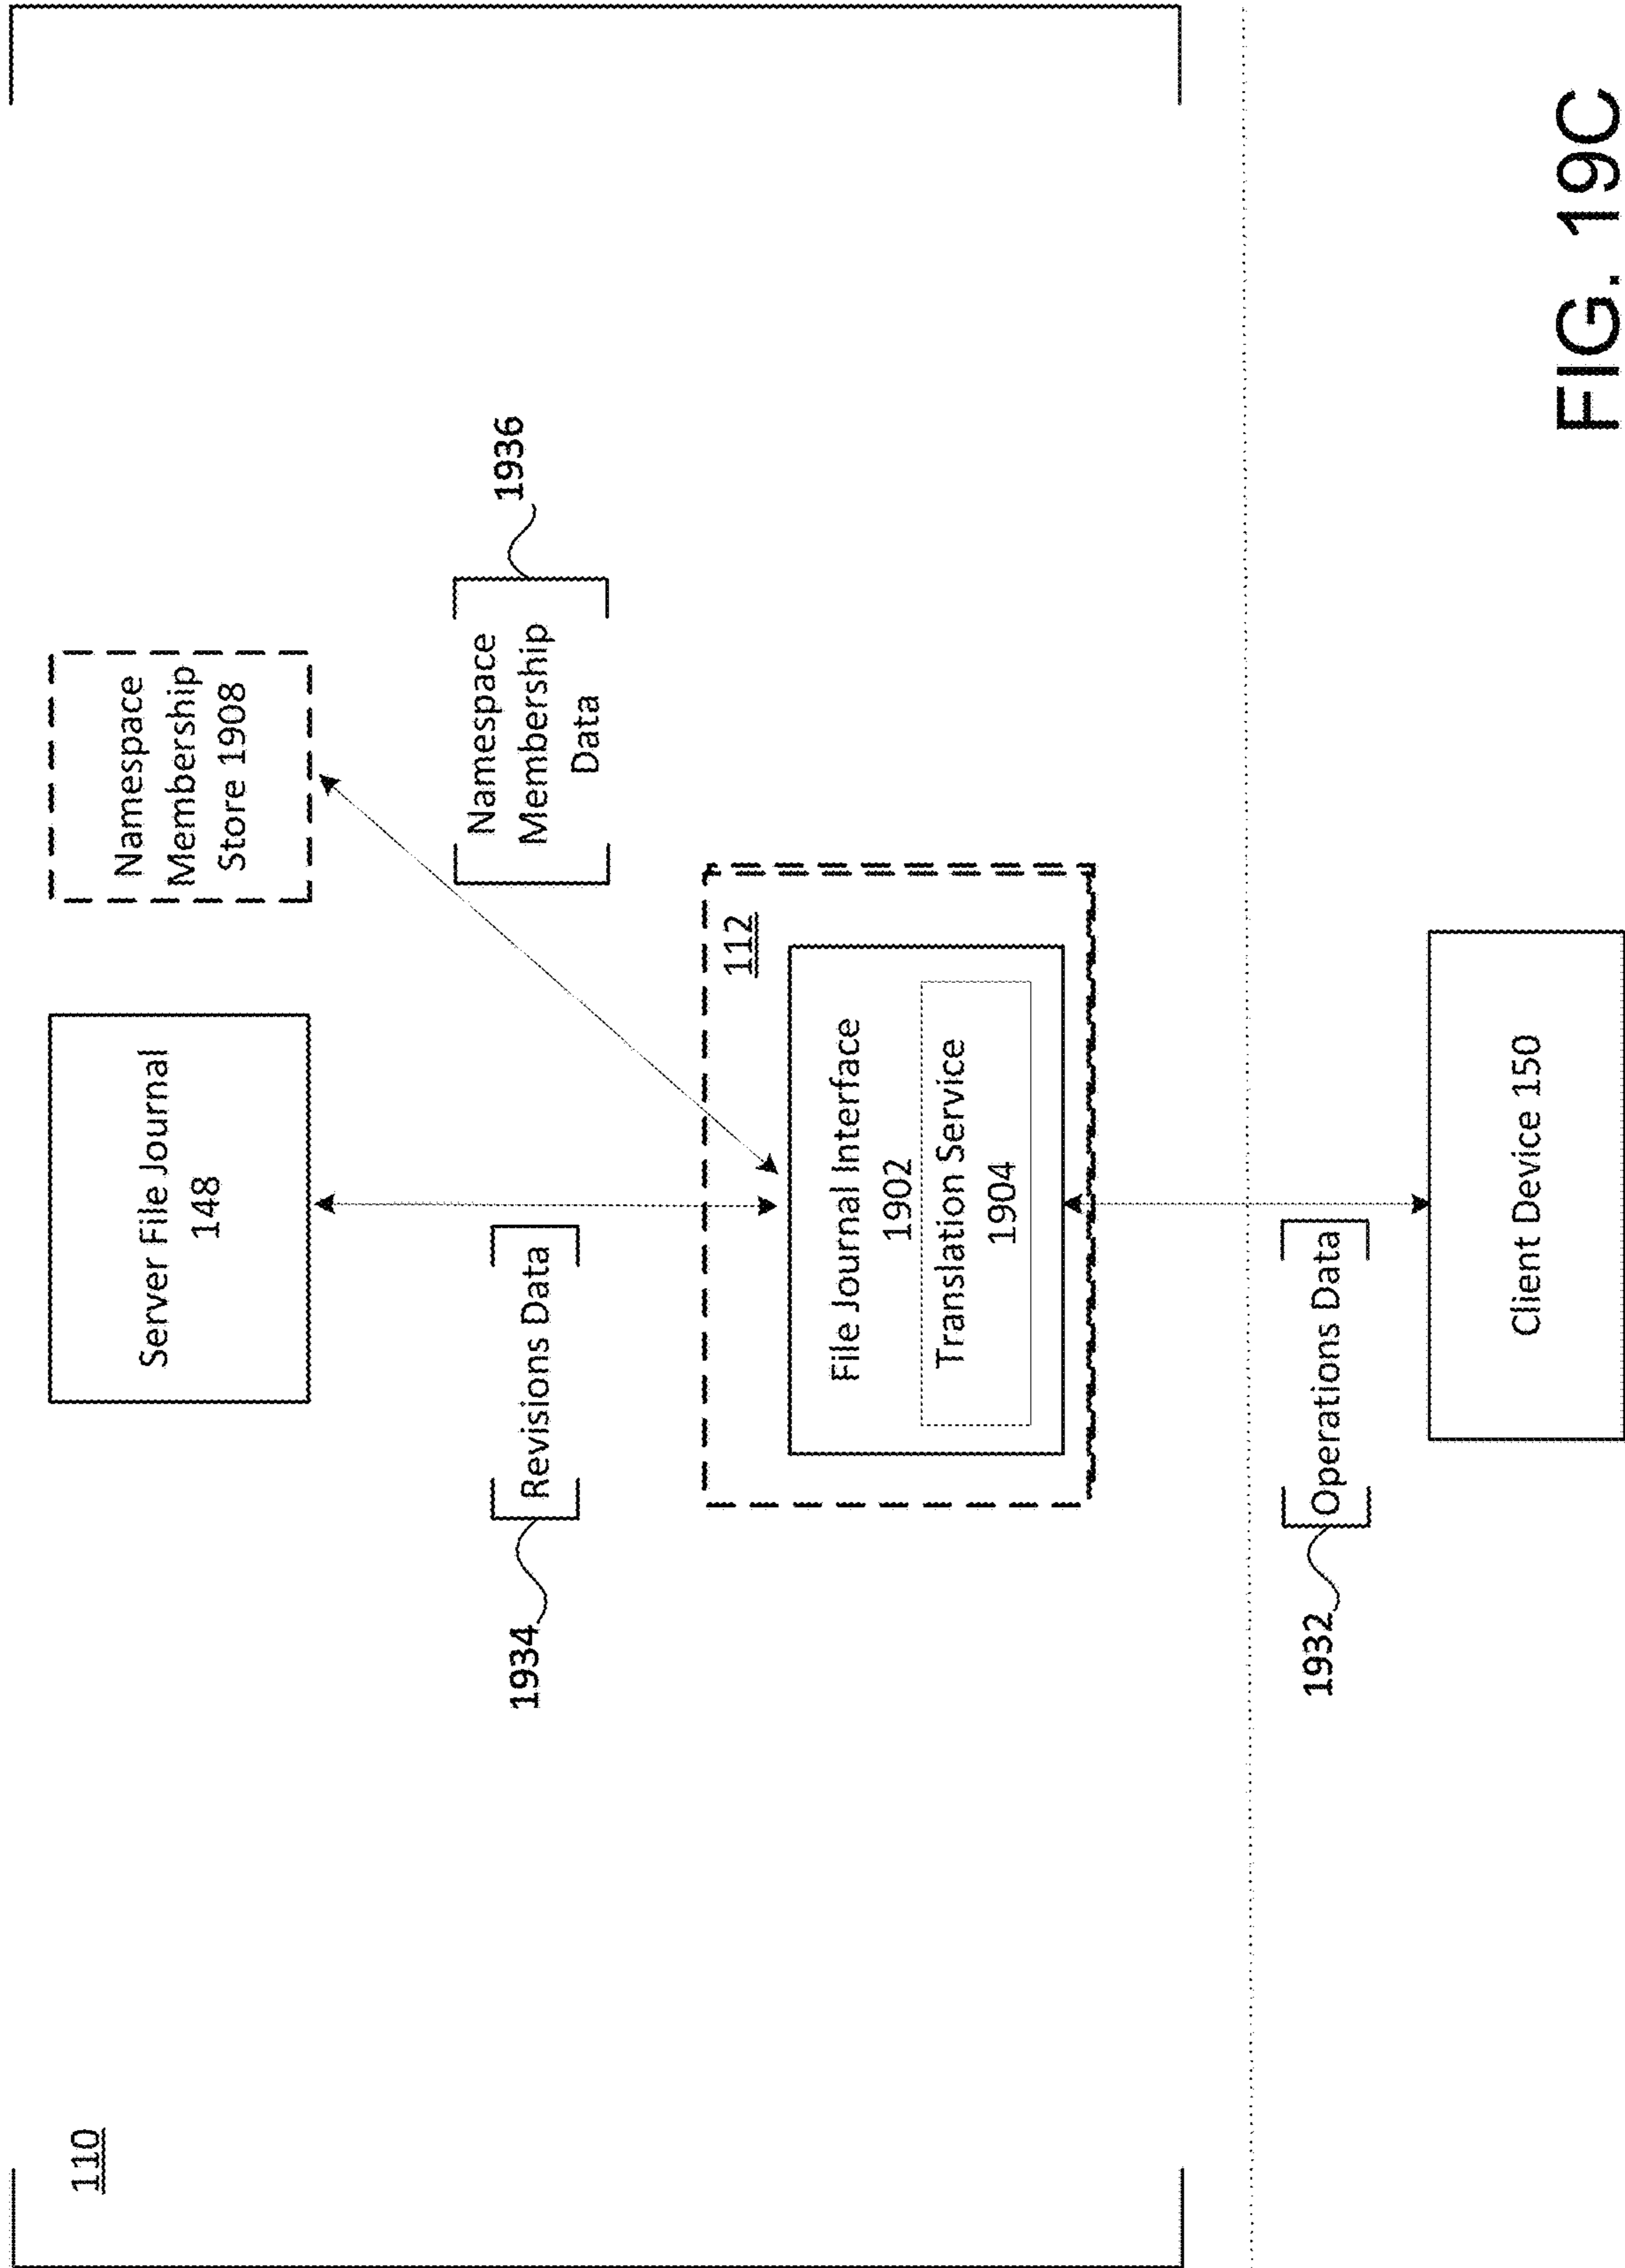 110
Server File Journal
148
Namespace
Membership
Store 1908
1934
Revisions Data
Namespace
Membership
Data
1936
112
File Journal Interface
1902
Translation Service
1904
1932
Operations Data
Client Device 150
FIG. 19C